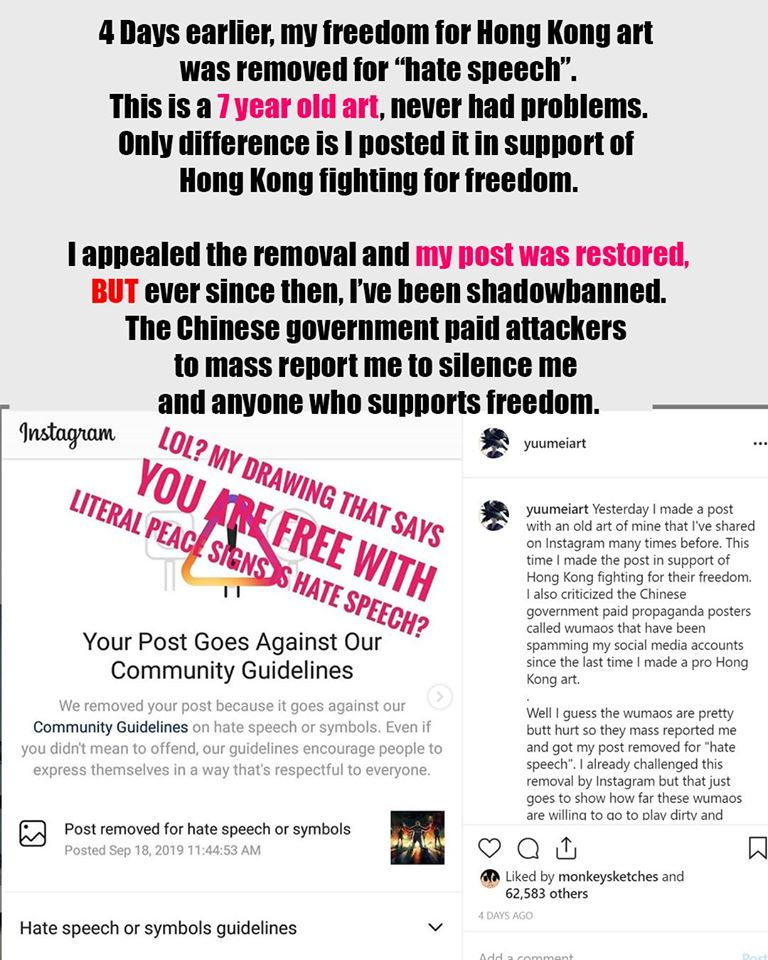 4 Days earlier, my freedom for Hong Kong art
was removed for “hate speech”.
This is a 7 year old art, never had problems.
Only difference is I posted it in support of
Hong Kong fighting for freedom.
I appealed the removal and my post was restored,
BUT ever since then, I’ve been shadowbanned.
The Chinese government paid attackers
to mass report me to silence me
and anyone who supports freedom.
Instagram
LOL? MY DRAWING THAT SAYS
YOU ARE FREE WITH
LITERAL PEACE SIGNS IS HATE SPEECH?
Your Post Goes Against Our
Community Guidelines
We removed your post because it goes against our
Community Guidelines on hate speech or symbols. Even if
you didn't mean to offend, our guidelines encourage people to
express themselves in a way that's respectful to everyone.
Post removed for hate speech or symbols
Posted Sep 18, 2019 11:44:53 AM
Hate speech or symbols guidelines
yuumeiart
yuumeiart Yesterday I made a post
with an old art of mine that I've shared
on Instagram many times before. This
time I made the post in support of
Hong Kong fighting for their freedom.
I also criticized the Chinese
government paid propaganda posters
called wumaos that have been
spamming my social media accounts
since the last time I made a pro Hong
Kong art.
.
Well I guess the wumaos are pretty
butt hurt so they mass reported me
and got my post removed for "hate
speech". I already challenged this
removal by Instagram but that just
goes to show how far these wumaos
are willing to go to play dirty and
Liked by monkeysketches and
62,583 others
4 DAYS AGO
Add a comment
Post